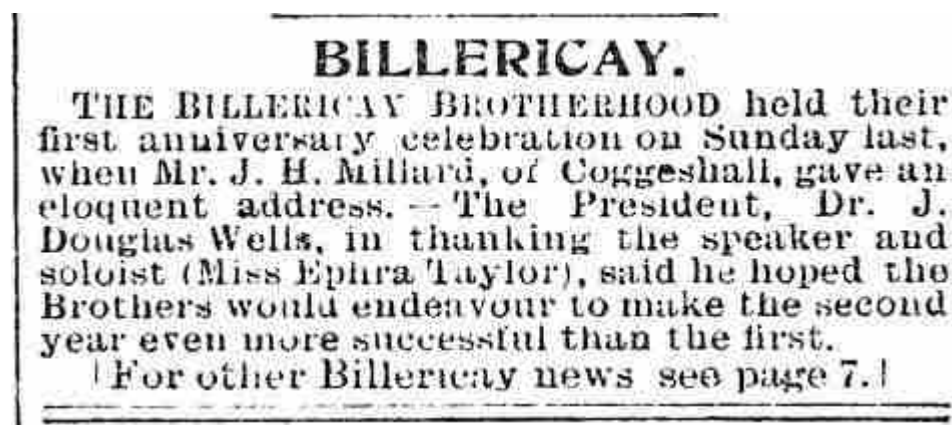 BILLERICAY.
THE BILLERICAY BROTHERHOOD held their
first anniversary celebration on Sunday last,
when Mr. J. H. Millard, of Coggeshall, gave an
eloquent address. — The President, Dr. J.
Douglas Wells, in thanking the speaker and
soloist (Miss Ephra Taylor), said he hoped the
Brothers would endeavour to make the second
year even more successful than the first.
[For other Billericay news see page 7.]